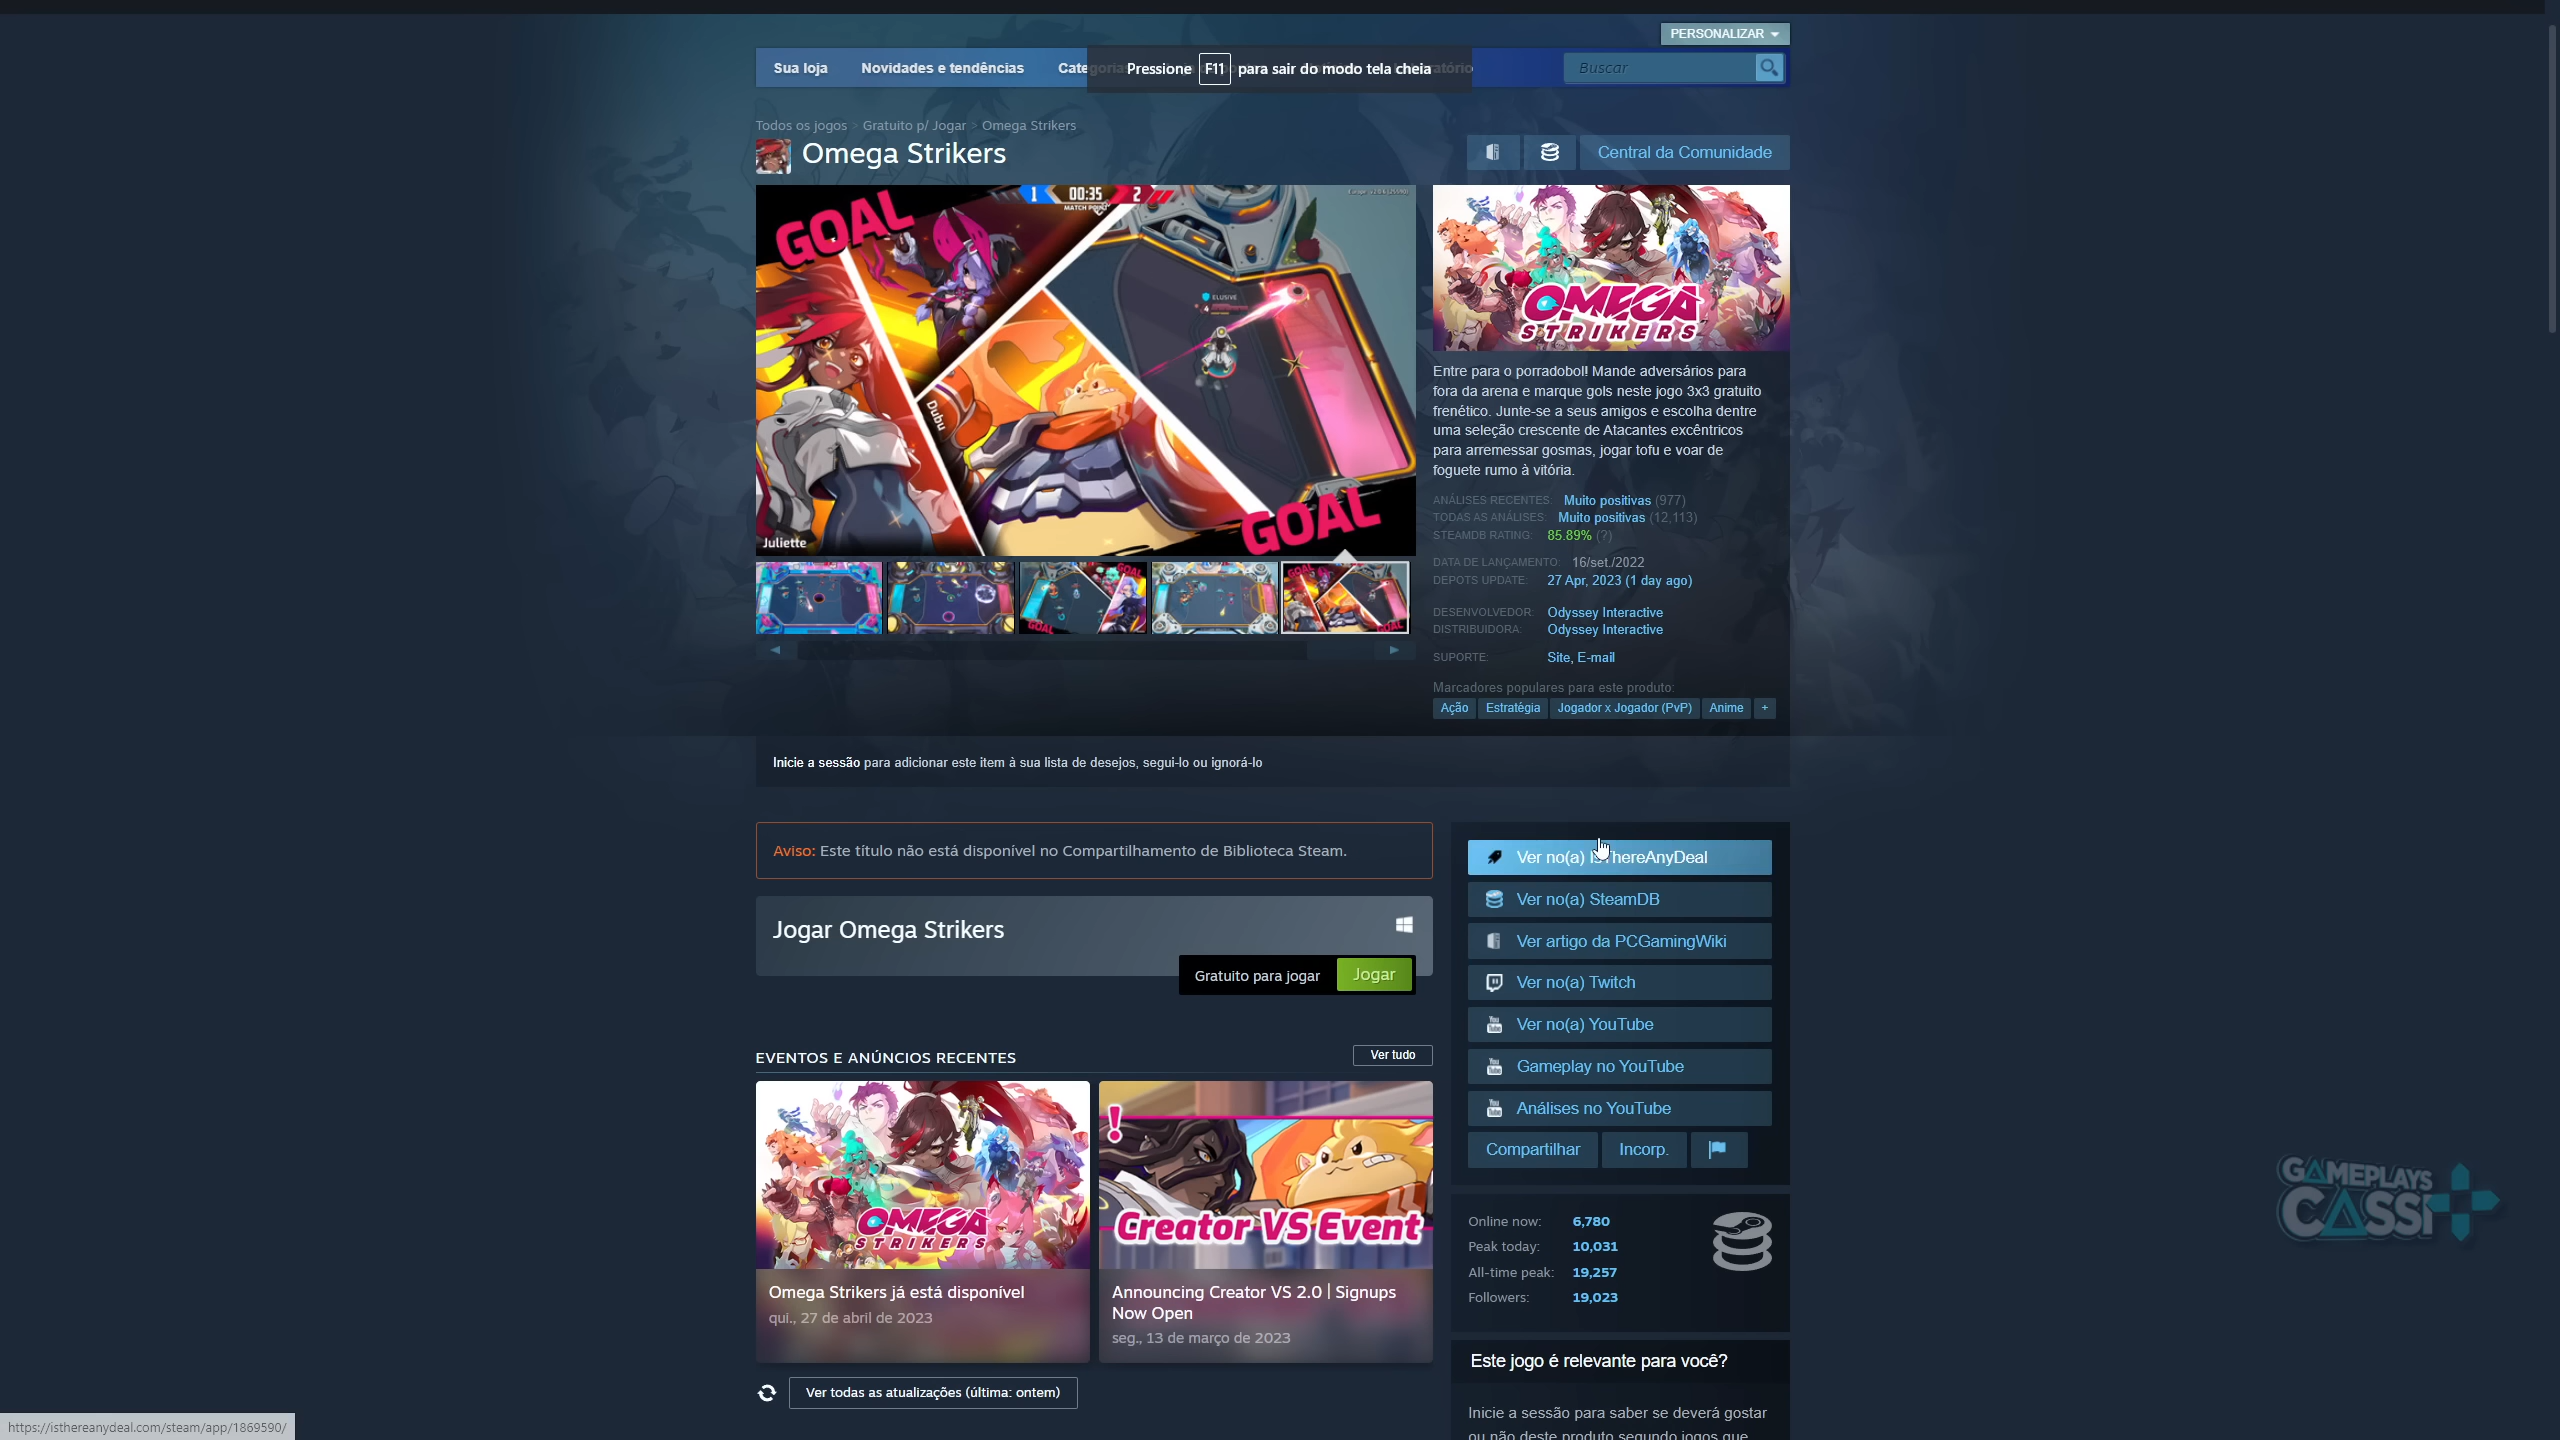 PERSONALIZAR
Sua loja
Novidades e tendências
Categorias
Pressione F11 para sair do modo tela cheia
Buscar
Todos os jogos > Gratuito p/ Jogar > Omega Strikers
Omega Strikers
Central da Comunidade
GOAL
1 00:35 2
MATCH POINT
ELUSIVE
Dubu
GOAL
Juliette
OMEGA
STRIKERS
Entre para o porradobol! Mande adversários para
fora da arena e marque gols neste jogo 3x3 gratuito
frenético. Junte-se a seus amigos e escolha dentre
uma seleção crescente de Atacantes excêntricos
para arremessar gosmas, jogar tofu e voar de
foguete rumo à vitória.
ANÁLISES RECENTES: Muito positivas (977)
TODAS AS ANÁLISES: Muito positivas (12,113)
STEAMDB RATING: 85.89% (?)
DATA DE LANÇAMENTO: 16/set./2022
DEPOTS UPDATE: 27 Apr, 2023 (1 day ago)
DESENVOLVEDOR: Odyssey Interactive
DISTRIBUIDORA: Odyssey Interactive
SUPORTE: Site, E-mail
Marcadores populares para este produto:
Ação Estratégia Jogador x Jogador (PvP) Anime +
Inicie a sessão para adicionar este item à sua lista de desejos, segui-lo ou ignorá-lo
Aviso: Este título não está disponível no Compartilhamento de Biblioteca Steam.
Jogar Omega Strikers
Gratuito para jogar Jogar
EVENTOS E ANÚNCIOS RECENTES
Ver tudo
OMEGA
STRIKERS
Omega Strikers já está disponível
qui., 27 de abril de 2023
!
Creator VS Event
Announcing Creator VS 2.0 | Signups
Now Open
seg., 13 de março de 2023
Ver todas as atualizações (última: ontem)
Ver no(a) IsThereAnyDeal
Ver no(a) SteamDB
Ver artigo da PCGamingWiki
Ver no(a) Twitch
Ver no(a) YouTube
Gameplay no YouTube
Análises no YouTube
Compartilhar Incorp.
Online now: 6,780
Peak today: 10,031
All-time peak: 19,257
Followers: 19,023
Este jogo é relevante para você?
Inicie a sessão para saber se deverá gostar
ou não deste produto segundo jogos que
GAMEPLAYS
CASSI
https://isthereanydeal.com/steam/app/1869590/